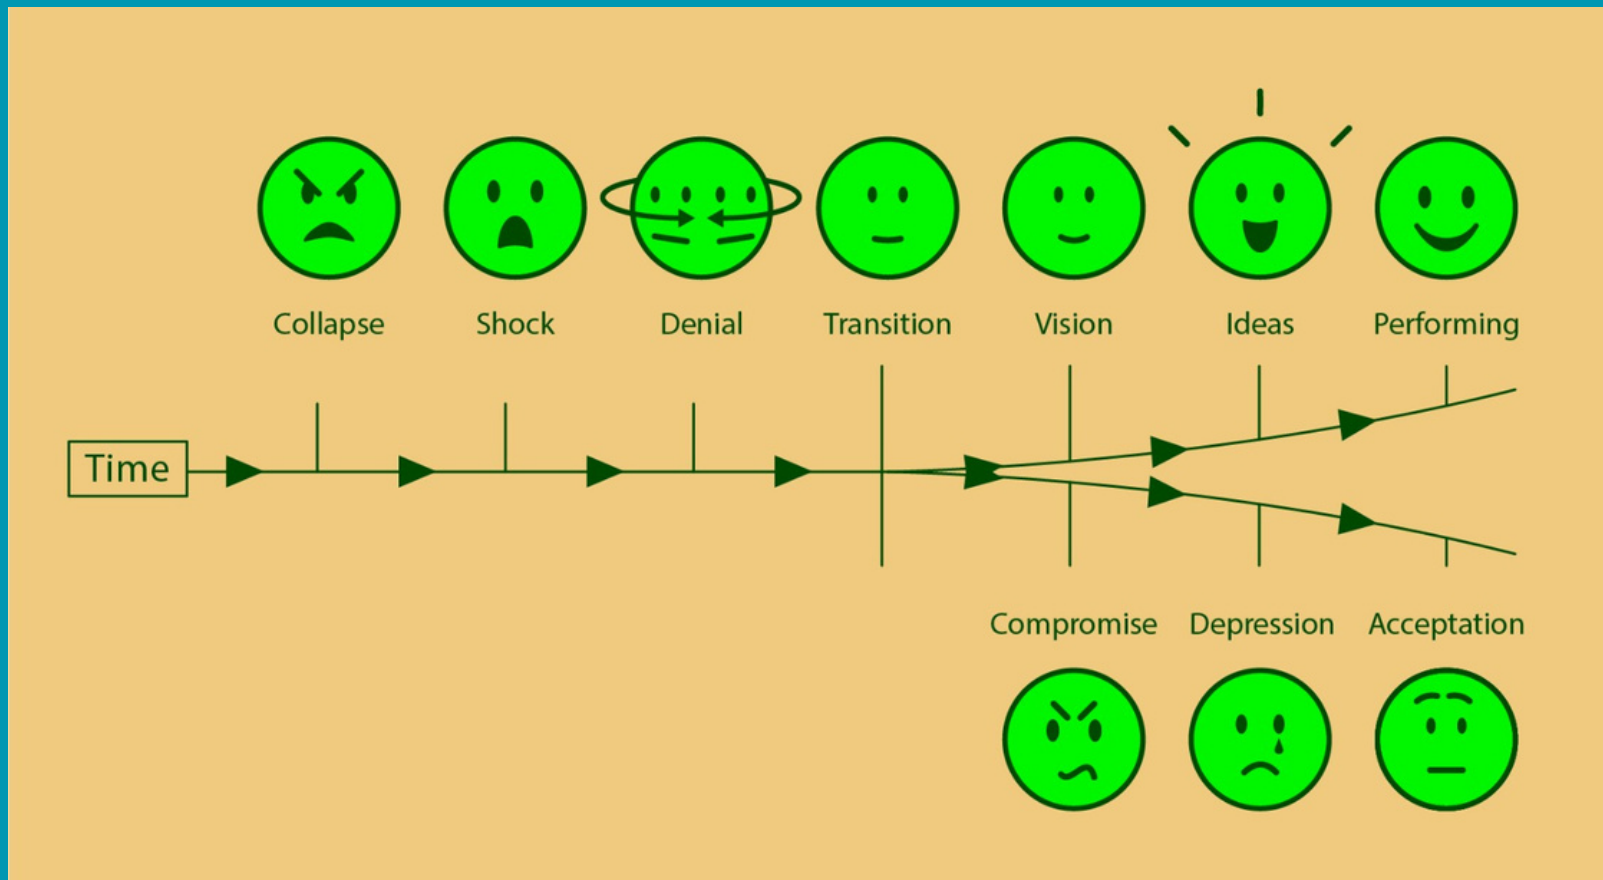 Collapse Shock Denial Transition Vision Ideas Performing
Time
Compromise Depression Acceptation